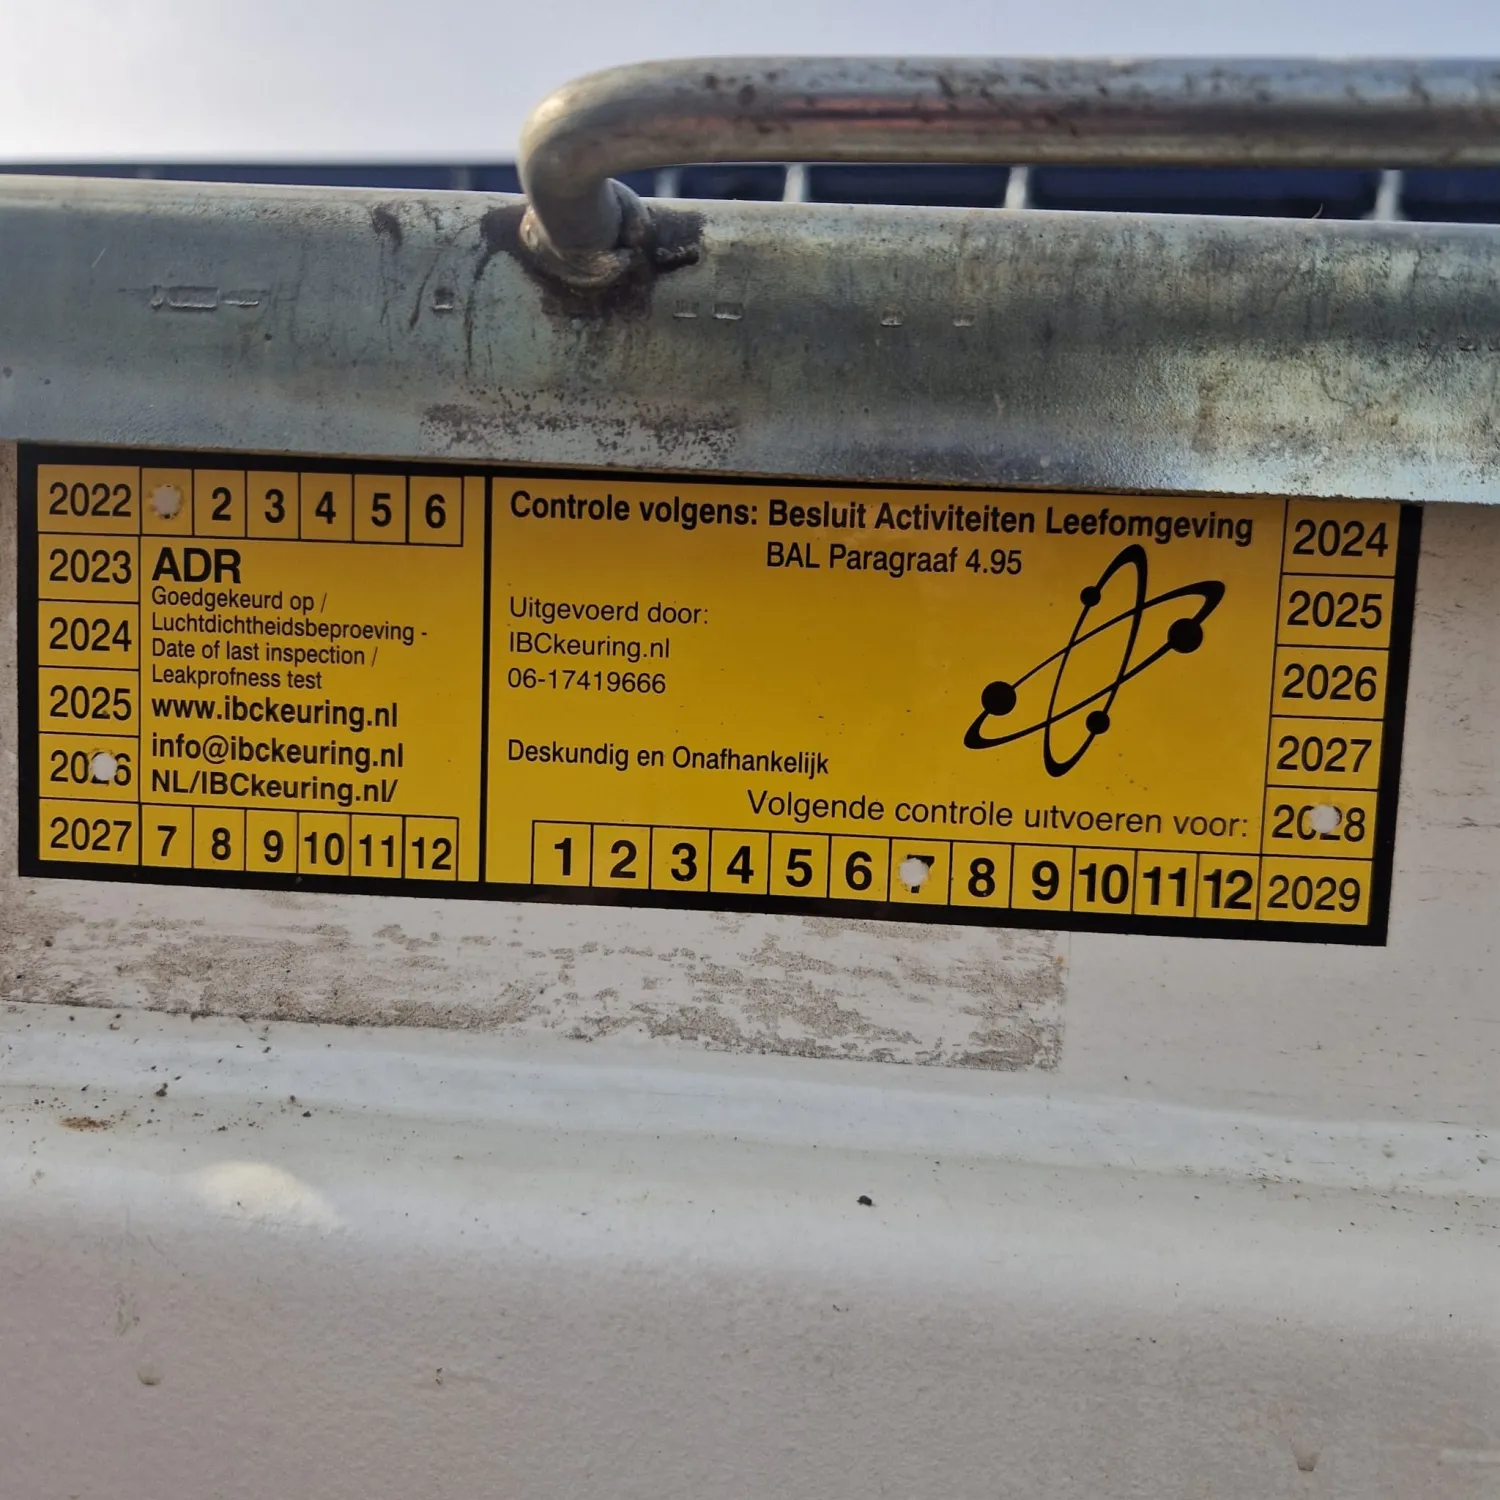 2022 2 3 4 5 6
2023
2024
2025
2026
2027
ADR
Goedgekeurd op /
Luchtdichtheidsbeproeving -
Date of last inspection /
Leakprofness test
www.ibckeuring.nl
info@ibckeuring.nl
NL/IBCkeuring.nl/
7 8 9 10 11 12
Controle volgens: Besluit Activiteiten Leefomgeving
BAL Paragraaf 4.95
Uitgevoerd door:
IBCkeuring.nl
06-17419666
Deskundig en Onafhankelijk
Volgende controle uitvoeren voor:
1 2 3 4 5 6 7 8 9 10 11 12
2024
2025
2026
2027
2028
2029